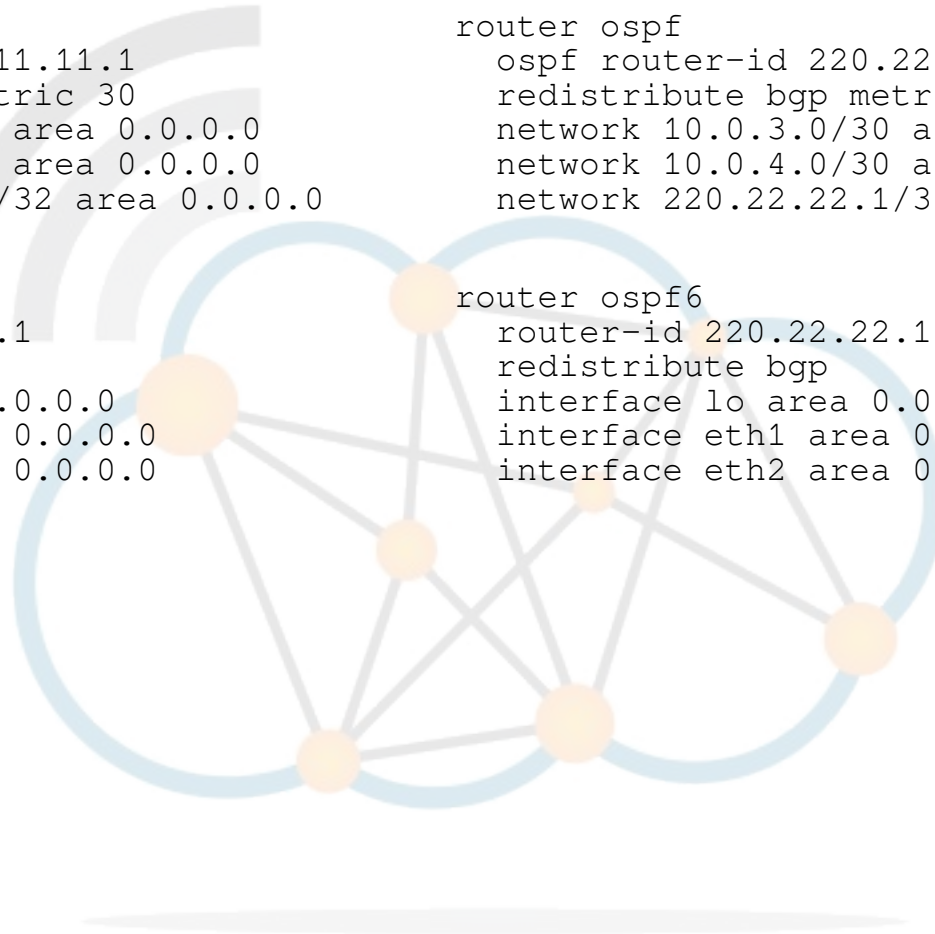 11.11.1
tric 30
area 0.0.0.0
area 0.0.0.0
/32 area 0.0.0.0
.1
.0.0.0
0.0.0.0
0.0.0.0
router ospf
ospf router-id 220.22
redistribute bgp metr
network 10.0.3.0/30 a
network 10.0.4.0/30 a
network 220.22.22.1/3
router ospf6
router-id 220.22.22.1
redistribute bgp
interface lo area 0.0
interface eth1 area 0
interface eth2 area 0